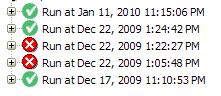 Run at Jan 11, 2010 11:15:06 PM
Run at Dec 22, 2009 1:24:42 PM
Run at Dec 22, 2009 1:22:27 PM
Run at Dec 22, 2009 1:05:48 PM
Run at Dec 17, 2009 11:10:53 PM